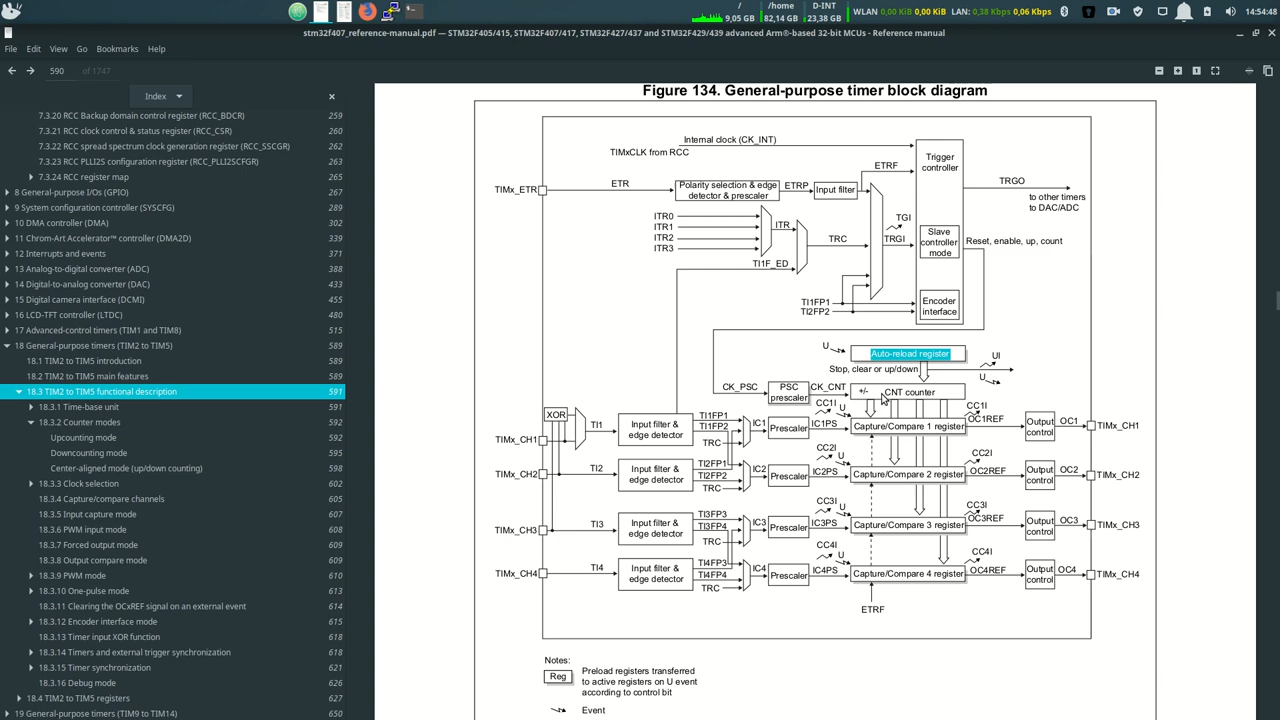 /home
D-INT
9,05 GB
82,14 GB
23,38 GB
WLAN: 0,00 KiB 0,00 Kb LAN: 0,38 Kbps 0,06 Kbps
14:54:48
stm32f407_reference-manual.pdf — STM32F405/415, STM32F407/417, STM32F427/437 and STM32F429/439 advanced Arm®-based 32-bit MCUs — Reference manual
File Edit View Go Bookmarks Help
590 of 1747
Index
7.3.20 RCC Backup domain control register (RCC_BDCR) 259
7.3.21 RCC clock control & status register (RCC_CSR) 260
7.3.22 RCC spread spectrum clock generation register (RCC_SSCGR) 262
7.3.23 RCC PLLI2S configuration register (RCC_PLLI2SCFGR) 263
7.3.24 RCC register map 265
8 General-purpose I/Os (GPIO) 267
9 System configuration controller (SYSCFG) 289
10 DMA controller (DMA) 302
11 Chrom-Art Accelerator™ controller (DMA2D) 339
12 Interrupts and events 371
13 Analog-to-digital converter (ADC) 388
14 Digital-to-analog converter (DAC) 433
15 Digital camera interface (DCMI) 455
16 LCD-TFT controller (LTDC) 480
17 Advanced-control timers (TIM1 and TIM8) 515
18 General-purpose timers (TIM2 to TIM5) 589
18.1 TIM2 to TIM5 introduction 589
18.2 TIM2 to TIM5 main features 589
18.3 TIM2 to TIM5 functional description 591
18.3.1 Time-base unit 591
18.3.2 Counter modes 592
Upcounting mode 592
Downcounting mode 595
Center-aligned mode (up/down counting) 598
18.3.3 Clock selection 602
18.3.4 Capture/compare channels 605
18.3.5 Input capture mode 607
18.3.6 PWM input mode 608
18.3.7 Forced output mode 609
18.3.8 Output compare mode 609
18.3.9 PWM mode 610
18.3.10 One-pulse mode 613
18.3.11 Clearing the OCxREF signal on an external event 614
18.3.12 Encoder interface mode 615
18.3.13 Timer input XOR function 618
18.3.14 Timers and external trigger synchronization 618
18.3.15 Timer synchronization 621
18.3.16 Debug mode 626
18.4 TIM2 to TIM5 registers 627
19 General-purpose timers (TIM9 to TIM14) 650
Figure 134. General-purpose timer block diagram
Internal clock (CK_INT)
TIMxCLK from RCC
Trigger
controller
ETRF
TRGO
to other timers
to DAC/ADC
TIMx_ETR
ETR
Polarity selection & edge
detector & prescaler
ETRP
Input filter
ITR0
ITR1
ITR2
ITR3
ITR
TRC
TGI
TRGI
Slave
controller
mode
Reset, enable, up, count
TI1F_ED
TI1FP1
TI2FP2
Encoder
interface
U
Auto-reload register
UI
Stop, clear or up/down
U
CK_PSC
PSC
prescaler
CK_CNT
+/- CNT counter
XOR
TIMx_CH1
TI1
Input filter &
edge detector
TI1FP1
TI1FP2
TRC
IC1
Prescaler
IC1PS
CC1I
U
Capture/Compare 1 register
CC1I
OC1REF
Output
control
OC1
TIMx_CH1
TIMx_CH2
TI2
Input filter &
edge detector
TI2FP1
TI2FP2
TRC
IC2
Prescaler
IC2PS
CC2I
U
Capture/Compare 2 register
CC2I
OC2REF
Output
control
OC2
TIMx_CH2
TIMx_CH3
TI3
Input filter &
edge detector
TI3FP3
TI3FP4
TRC
IC3
Prescaler
IC3PS
CC3I
U
Capture/Compare 3 register
CC3I
OC3REF
Output
control
OC3
TIMx_CH3
TIMx_CH4
TI4
Input filter &
edge detector
TI4FP3
TI4FP4
TRC
IC4
Prescaler
IC4PS
CC4I
U
Capture/Compare 4 register
CC4I
OC4REF
Output
control
OC4
TIMx_CH4
ETRF
Notes:
Reg
Preload registers transferred
to active registers on U event
according to control bit
Event